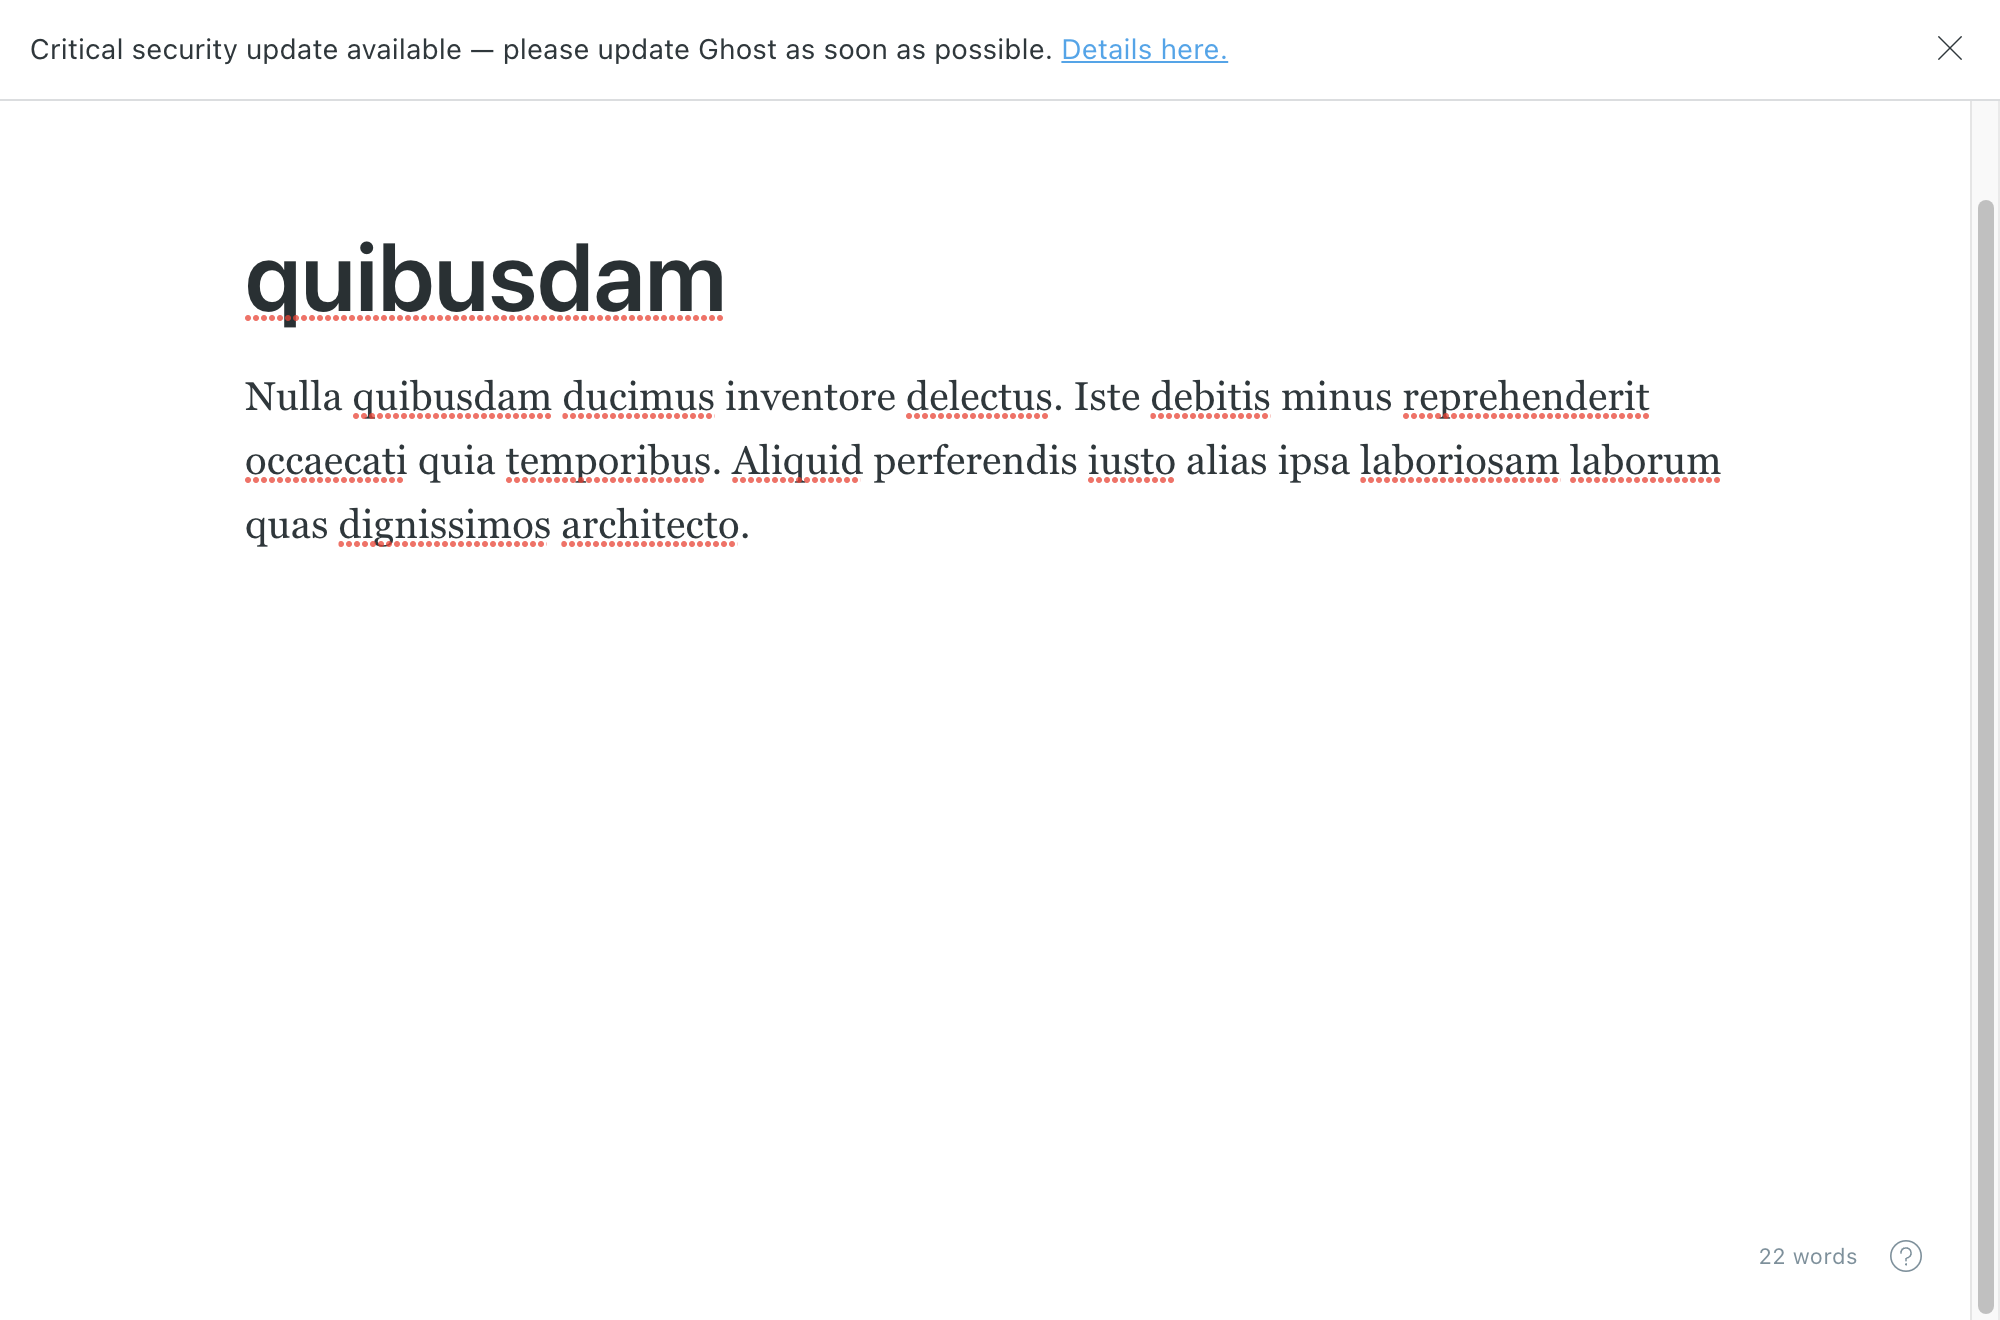 Critical security update available — please update Ghost as soon as possible. Details here.
quibusdam
Nulla quibusdam ducimus inventore delectus. Iste debitis minus reprehenderit
occaecati quia temporibus. Aliquid perferendis iusto alias ipsa laboriosam laborum
quas dignissimos architecto.
22 words ?